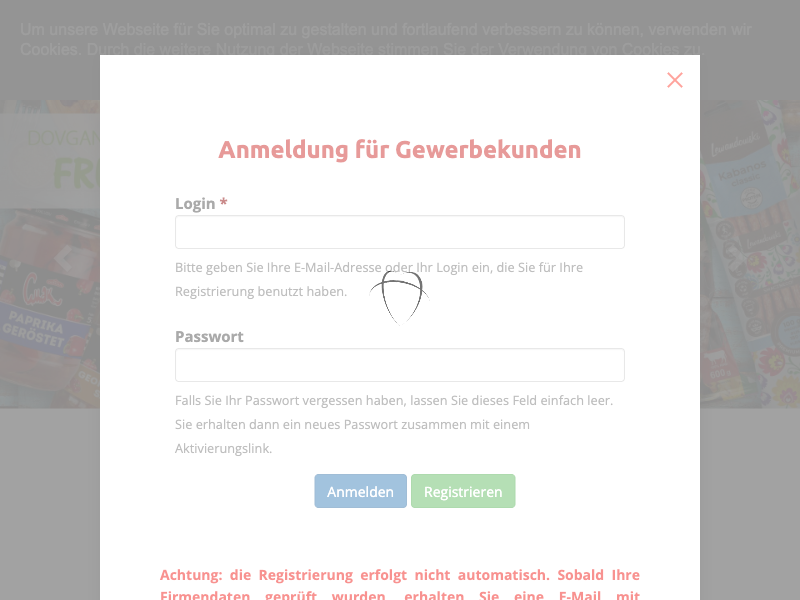 Um unsere Webseite für Sie optimal zu gestalten und fortlaufend verbessern zu können, verwenden wir
Cookies. Durch die weitere Nutzung der Webseite stimmen Sie der Verwendung von Cookies zu.
DOVGAN
FRU
Anmeldung für Gewerbekunden
Login *
Bitte geben Sie Ihre E-Mail-Adresse oder Ihr Login ein, die Sie für Ihre
Registrierung benutzt haben.
PAPRIKA
GERÖSTET
Rabanos
Passwort
Falls Sie Ihr Passwort vergessen haben, lassen Sie dieses Feld einfach leer.
Sie erhalten dann ein neues Passwort zusammen mit einem
Aktivierungslink.
Anmelden
Registrieren
Achtung: die Registrierung erfolgt nicht automatisch. Sobald Ihre
Firmendaten geprüft wurden, erhalten Sie eine E-Mail mit